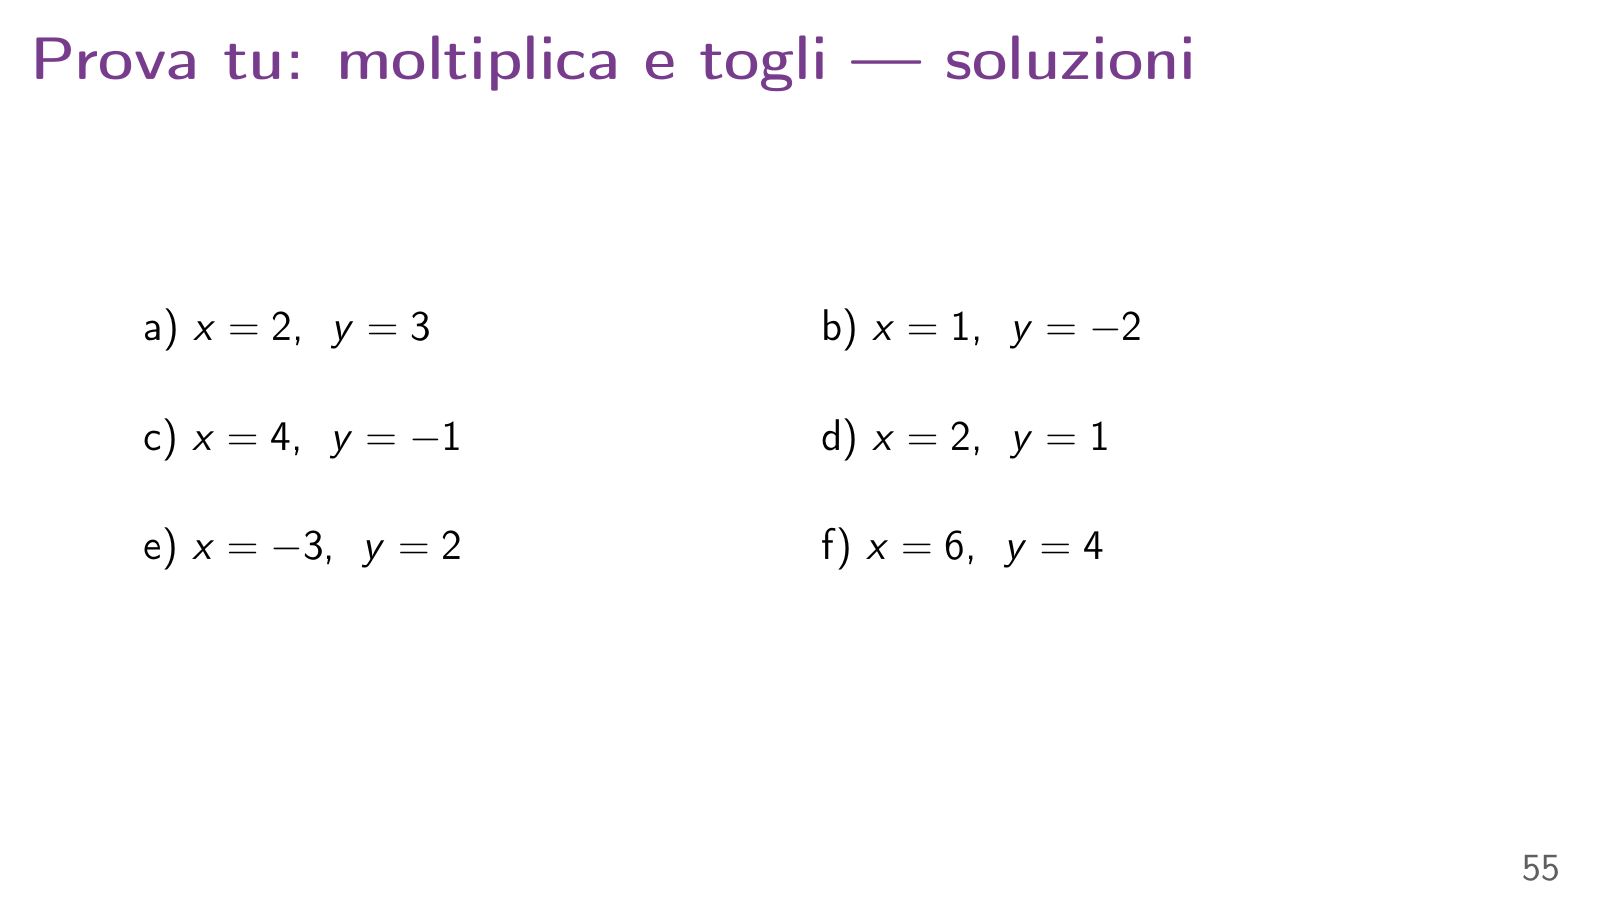 Prova tu: moltiplica e togli — soluzioni
a) x = 2, y = 3
b) x = 1, y = −2
c) x = 4, y = −1
d) x = 2, y = 1
e) x = −3, y = 2
f) x = 6, y = 4
55